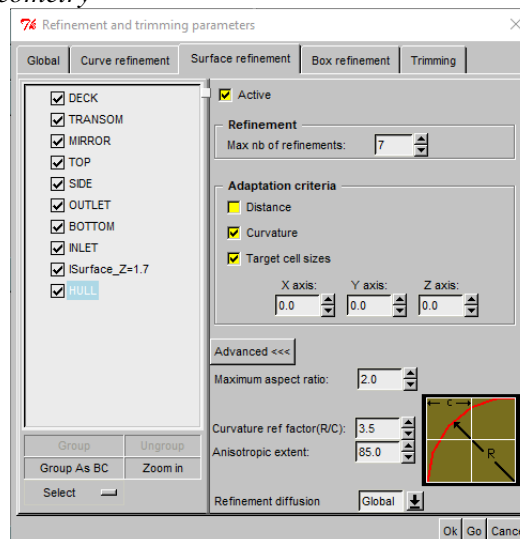 ometry
Refinement and trimming parameters
Global Curve refinement Surface refinement Box refinement Trimming
DECK
TRANSOM
MIRROR
TOP
SIDE
OUTLET
BOTTOM
INLET
ISurface_Z=1.7
HULL
Group Ungroup
Group As BC Zoom in
Select
Active
Refinement
Max nb of refinements: 7
Adaptation criteria
Distance
Curvature
Target cell sizes
X axis: Y axis: Z axis:
0.0 0.0 0.0
Advanced <<<
Maximum aspect ratio: 2.0
Curvature ref factor(R/C): 3.5
Anisotropic extent: 85.0
C
R
Refinement diffusion Global
Ok Go Cance